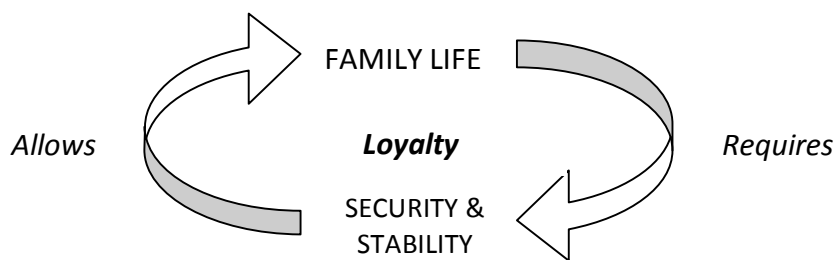 FAMILY LIFE
Allows
Loyalty
Requires
SECURITY &
STABILITY